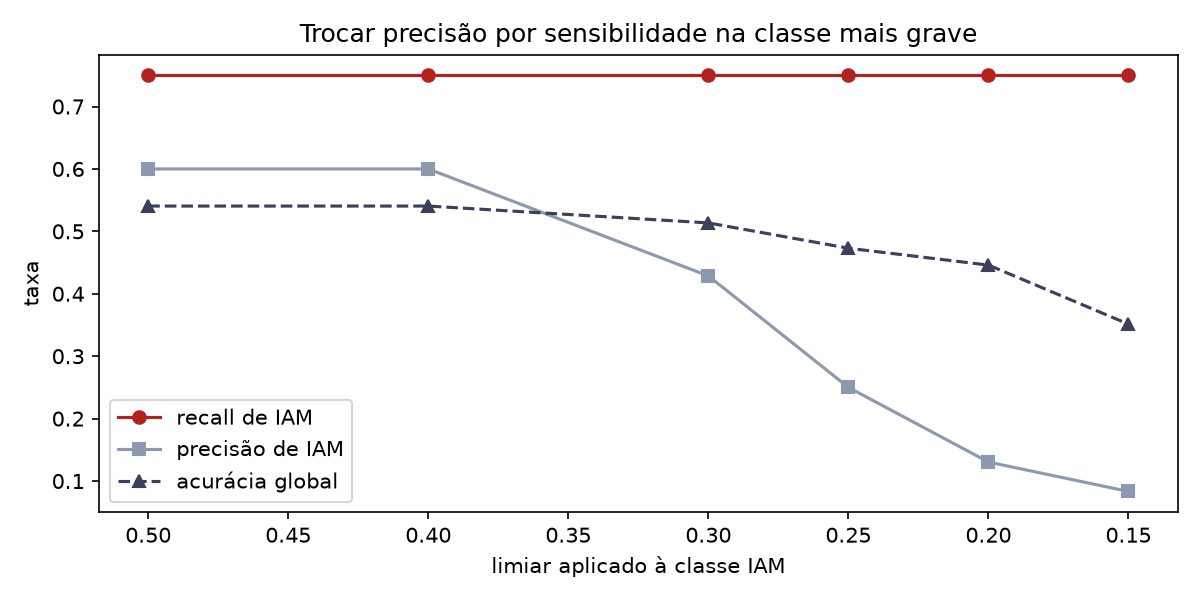 Trocar precisão por sensibilidade na classe mais grave
taxa
0.7
0.6
0.5
0.4
0.3
0.2
0.1
recall de IAM
precisão de IAM
acurácia global
0.50 0.45 0.40 0.35 0.30 0.25 0.20 0.15
limiar aplicado à classe IAM